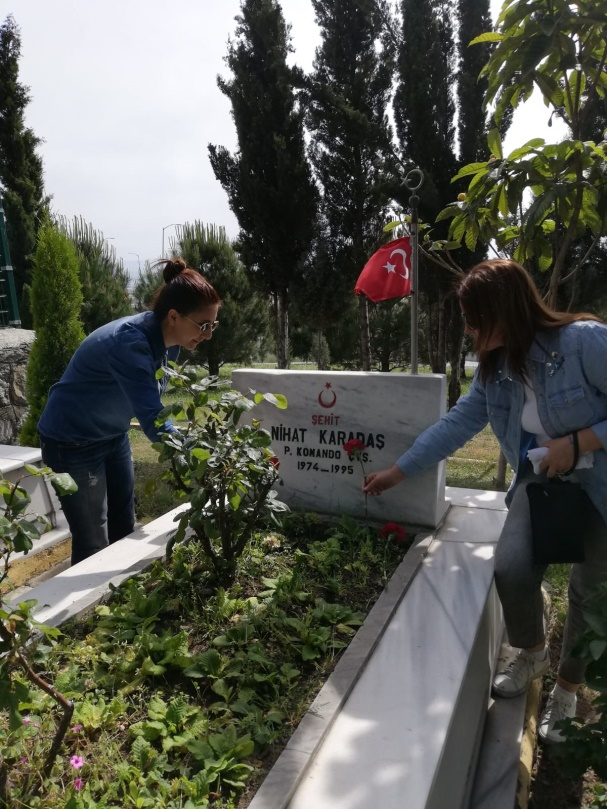 ŞEHİT
NİHAT KARADAŞ
P. KOMANDO ÇVŞ.
1974-1995